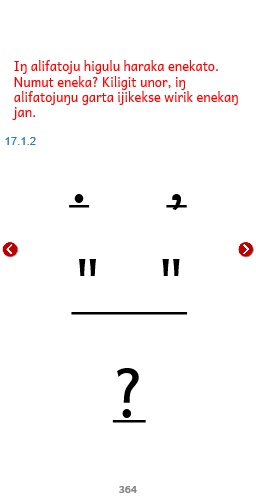 Iŋ alifatoju higulu haraka enekato.
Numut eneka? Kiligit unor, iŋ
alifatojuŋu garta ijikekse wirik enekaŋ
jan.
17.1.2
. ,
" "
?
364